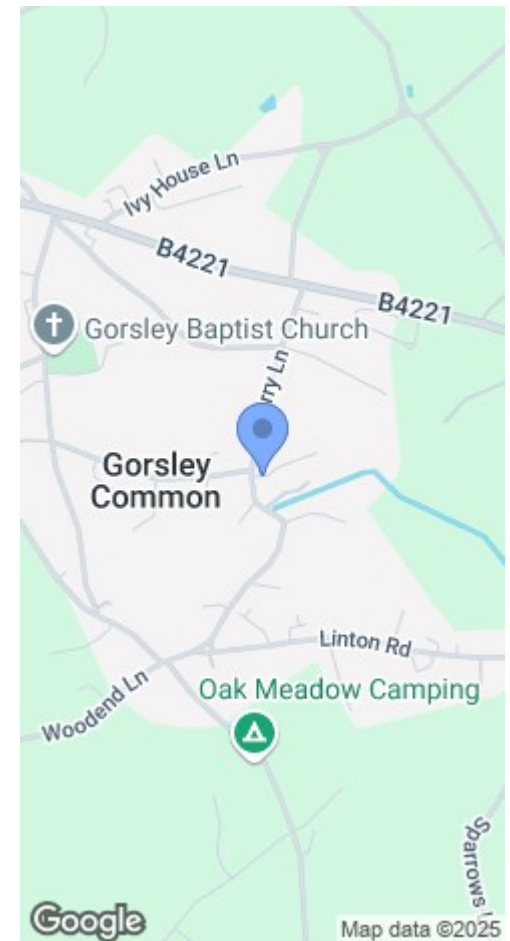 Ivy House Ln
B4221
B4221
Gorsley Baptist Church
Gorsley
Common
Linton Rd
Woodend Ln
Oak Meadow Camping
Sparrows
Google
Map data ©2025